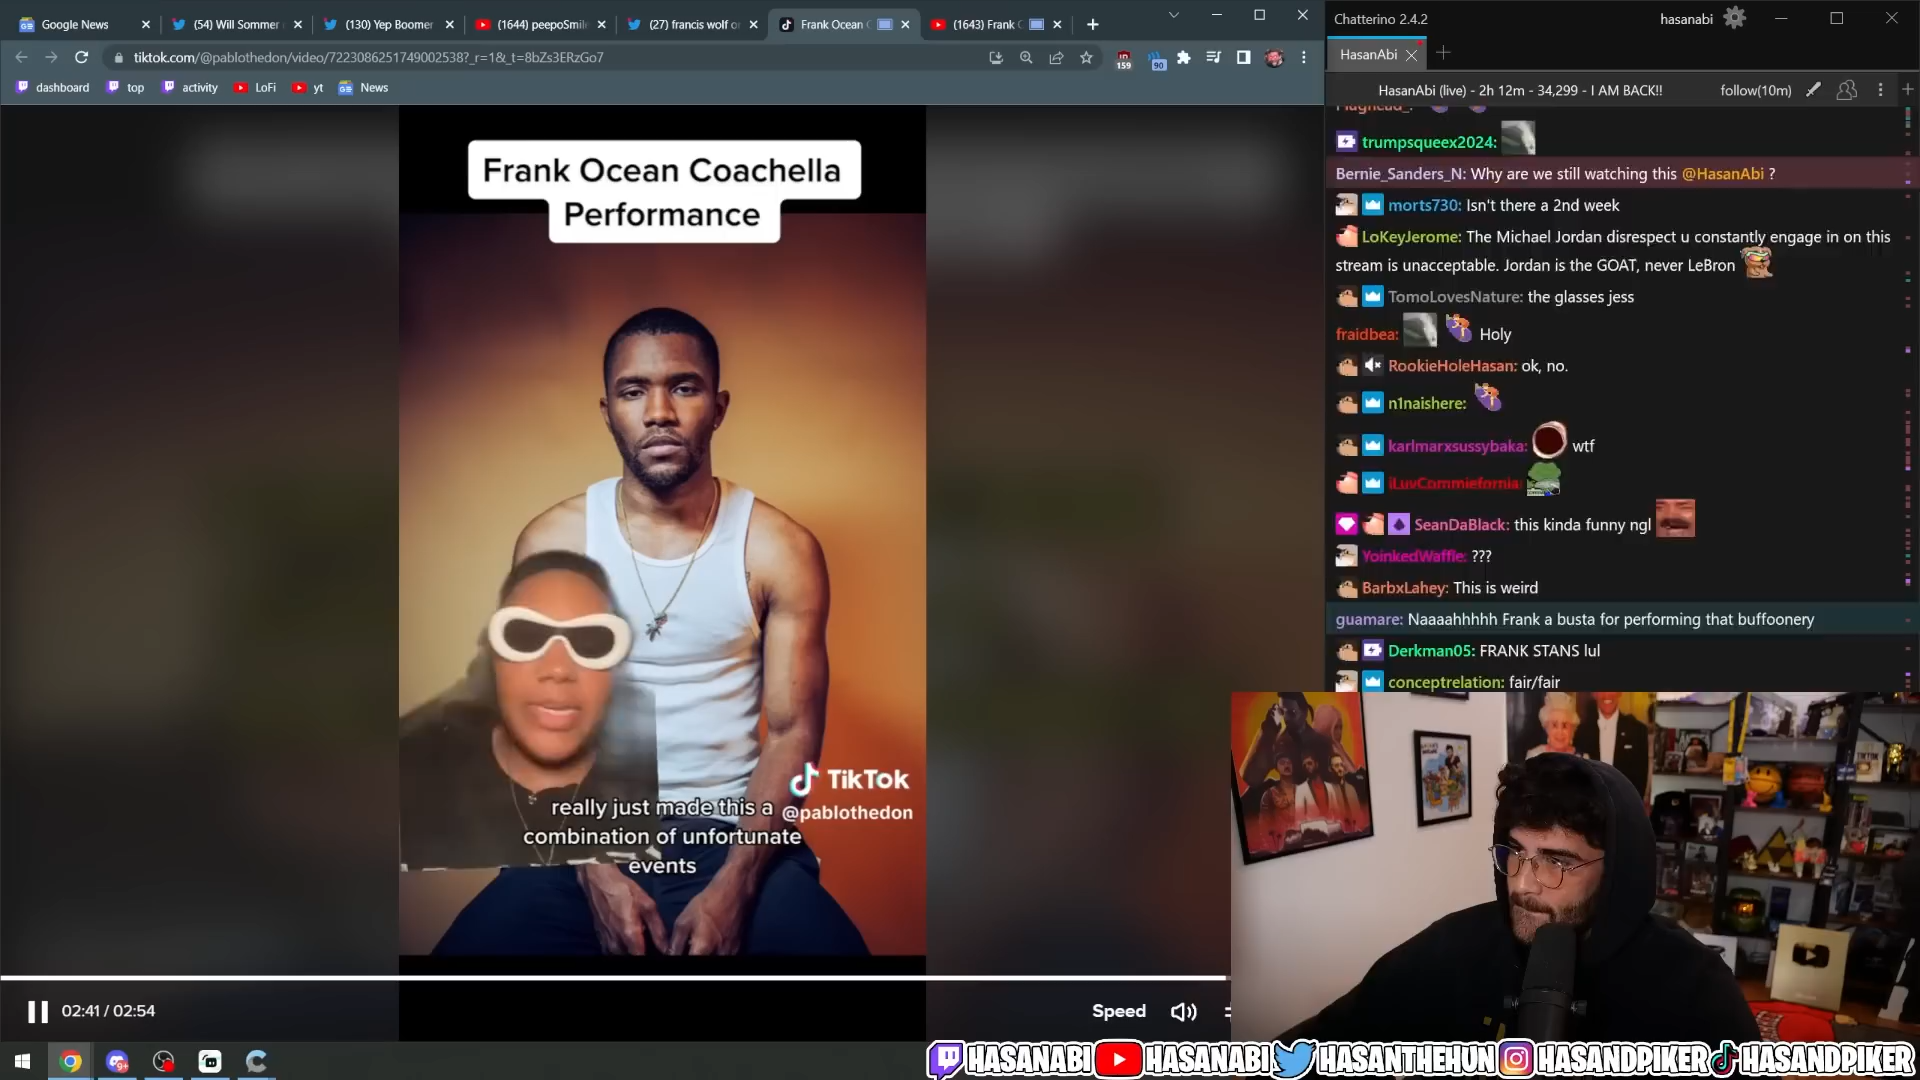 Google News
(54) Will Sommer
(130) Yep Boomer
(1644) peepoSmile
(27) francis wolf o
Frank Ocean
(1643) Frank
tiktok.com/@pablothedon/video/7223086251749002538?_r=1&_t=8bZs3ERzGo7
159
90
dashboard
top
activity
LoFi
yt
News
Frank Ocean Coachella
Performance
TikTok
@pablothedon
really just made this a
combination of unfortunate
events
02:41 / 02:54
Speed
Chatterino 2.4.2
hasanabi
HasanAbi
HasanAbi (live) - 2h 12m - 34,299 - I AM BACK!!
follow(10m)
trumpsqueex2024:
Bernie_Sanders_N: Why are we still watching this @HasanAbi ?
morts730: Isn't there a 2nd week
LoKeyJerome: The Michael Jordan disrespect u constantly engage in on this
stream is unacceptable. Jordan is the GOAT, never LeBron
TomoLovesNature: the glasses jess
fraidbea: Holy
RookieHoleHasan: ok, no.
n1naishere:
karlmarxsussybaka: wtf
iLuvCommiefornia:
SeanDaBlack: this kinda funny ngl
YoinkedWaffle: ???
BarbxLahey: This is weird
guamare: Naaaahhhhh Frank a busta for performing that buffoonery
Derkman05: FRANK STANS lul
conceptrelation: fair/fair
HASANABI HASANABI HASANTHEHUN HASANDPIKER HASANDPIKER